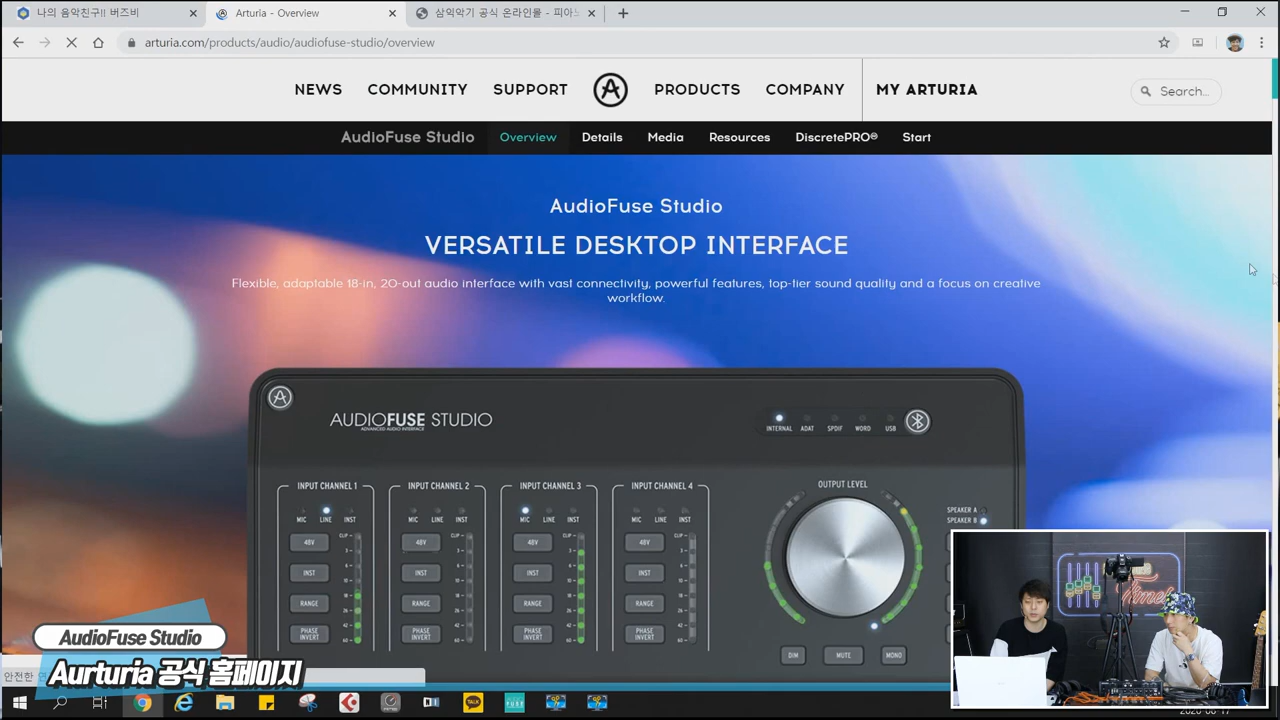 나의 음악친구!! 버즈비
Arturia - Overview
삼익악기 공식 온라인몰 - 피아노
arturia.com/products/audio/audiofuse-studio/overview
NEWS COMMUNITY SUPPORT PRODUCTS COMPANY MY ARTURIA Search...
AudioFuse Studio Overview Details Media Resources DiscretePRO® Start
AudioFuse Studio
VERSATILE DESKTOP INTERFACE
Flexible, adaptable 18-in, 20-out audio interface with vast connectivity, powerful features, top-tier sound quality and a focus on creative
workflow.
AUDIOFUSE STUDIO
ADVANCED AUDIO INTERFACE
INTERNAL ADAT SPDIF WORD USB
INPUT CHANNEL 1 INPUT CHANNEL 2 INPUT CHANNEL 3 INPUT CHANNEL 4 OUTPUT LEVEL
MIC LINE INST MIC LINE INST MIC LINE INST MIC LINE INST
SPEAKER A
SPEAKER B
48V 48V 48V 48V
INST INST INST INST
RANGE RANGE RANGE RANGE
PHASE INVERT PHASE INVERT PHASE INVERT PHASE INVERT
DIM MUTE MONO
AudioFuse Studio
Aurturia 공식 홈페이지
안전한
TALK
Times